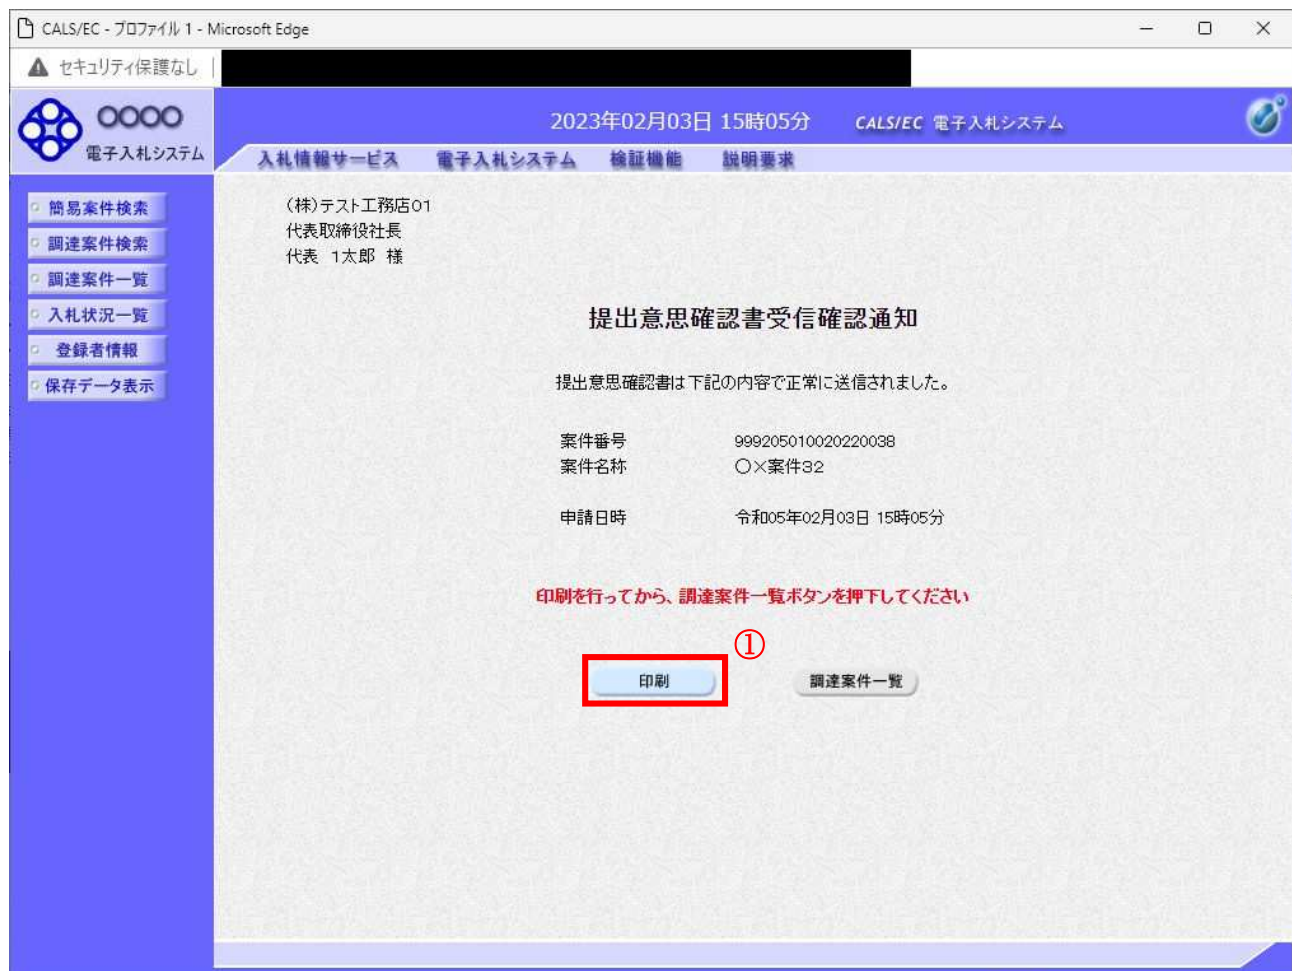 CALS/EC - プロファイル 1 - Microsoft Edge
セキュリティ保護なし
〇〇〇〇
電子入札システム
2023年02月03日 15時05分
CALS/EC 電子入札システム
入札情報サービス 電子入札システム 検証機能 説明要求
簡易案件検索
調達案件検索
調達案件一覧
入札状況一覧
登録者情報
保存データ表示
(株)テスト工務店01
代表取締役社長
代表 1太郎 様
提出意思確認書受信確認通知
提出意思確認書は下記の内容で正常に送信されました。
案件番号 999205010020220038
案件名称 〇×案件32
申請日時 令和05年02月03日 15時05分
印刷を行ってから、調達案件一覧ボタンを押下してください
①
印刷 調達案件一覧